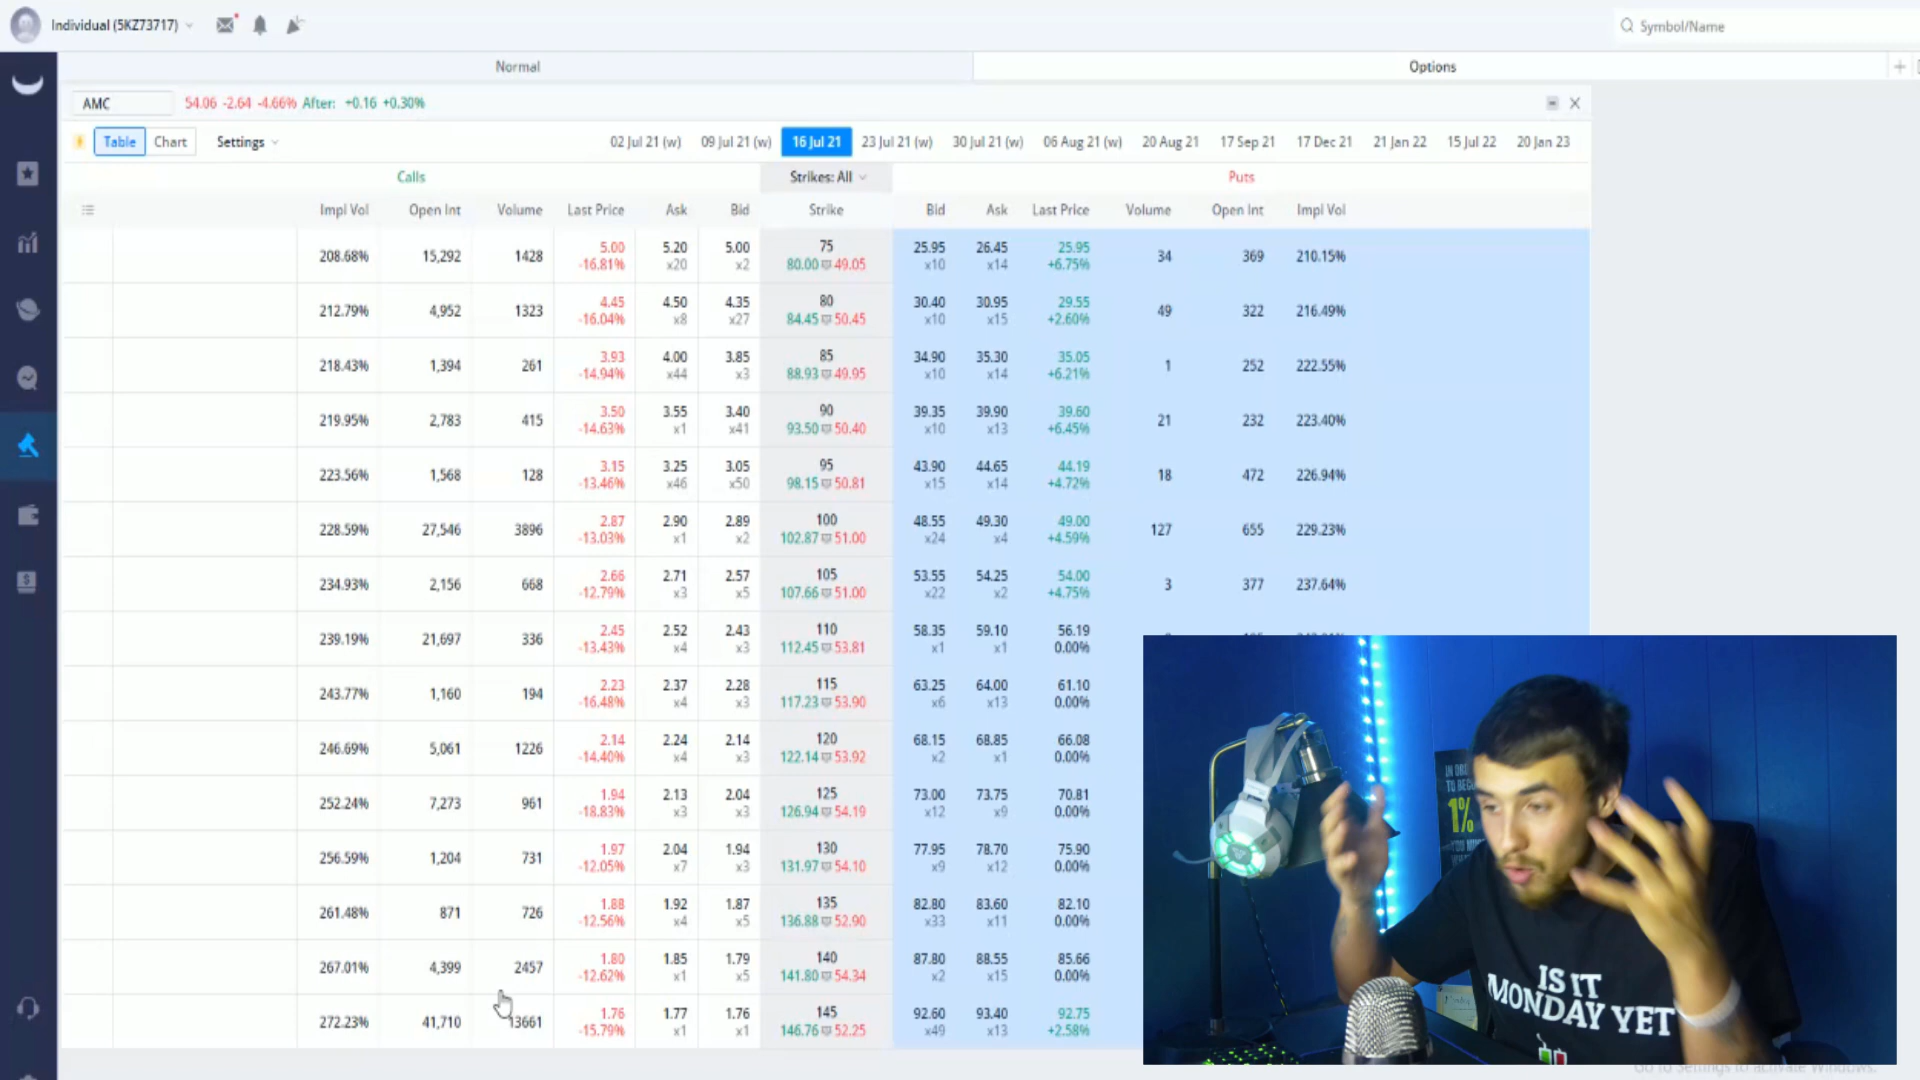 Individual (5KZ73717)
Symbol/Name
Normal Options
AMC 54.06 -2.64 -4.66% After: +0.16 +0.30%
Table Chart Settings 02 Jul 21 (w) 09 Jul 21 (w) 16 Jul 21 23 Jul 21 (w) 30 Jul 21 (w) 06 Aug 21 (w) 20 Aug 21 17 Sep 21 17 Dec 21 21 Jan 22 15 Jul 22 20 Jan 23
Calls Strikes: All Puts
Impl Vol Open Int Volume Last Price Ask Bid Strike Bid Ask Last Price Volume Open Int Impl Vol
208.68% 15,292 1428 5.00 5.20 5.00 75 25.95 26.45 25.95 34 369 210.15%
-16.81% x20 x2 80.00 49.05 x10 x14 +6.75%
212.79% 4,952 1323 4.45 4.50 4.35 80 30.40 30.95 29.55 49 322 216.49%
-16.04% x8 x27 84.45 50.45 x10 x15 +2.60%
218.43% 1,394 261 3.93 4.00 3.85 85 34.90 35.30 35.05 1 252 222.55%
-14.94% x44 x3 88.93 49.95 x10 x14 +6.21%
219.95% 2,783 415 3.50 3.55 3.40 90 39.35 39.90 39.60 21 232 223.40%
-14.63% x1 x41 93.50 50.40 x10 x13 +6.45%
223.56% 1,568 128 3.15 3.25 3.05 95 43.90 44.65 44.19 18 472 226.94%
-13.46% x46 x50 98.15 50.81 x15 x14 +4.72%
228.59% 27,546 3896 2.87 2.90 2.89 100 48.55 49.30 49.00 127 655 229.23%
-13.03% x1 x2 102.87 51.00 x24 x4 +4.59%
234.93% 2,156 668 2.66 2.71 2.57 105 53.55 54.25 54.00 3 377 237.64%
-12.79% x3 x5 107.66 51.00 x22 x2 +4.75%
239.19% 21,697 336 2.45 2.52 2.43 110 58.35 59.10 56.19
-13.43% x4 x3 112.45 53.81 x1 x1 0.00%
243.77% 1,160 194 2.23 2.37 2.28 115 63.25 64.00 61.10
-16.48% x4 x3 117.23 53.90 x6 x13 0.00%
246.69% 5,061 1226 2.14 2.24 2.14 120 68.15 68.85 66.08
-14.40% x4 x3 122.14 53.92 x2 x1 0.00%
252.24% 7,273 961 1.94 2.13 2.04 125 73.00 73.75 70.81
-18.83% x3 x3 126.94 54.19 x12 x9 0.00%
256.59% 1,204 731 1.97 2.04 1.94 130 77.95 78.70 75.90
-12.05% x7 x3 131.97 54.10 x9 x12 0.00%
261.48% 871 726 1.88 1.92 1.87 135 82.80 83.60 82.10
-12.56% x4 x5 136.88 52.90 x33 x11 0.00%
267.01% 4,399 2457 1.80 1.85 1.79 140 87.80 88.55 85.66
-12.62% x1 x5 141.80 54.34 x2 x15 0.00%
272.23% 41,710 13661 1.76 1.77 1.76 145 92.60 93.40 92.75
-15.79% x1 x1 146.76 52.25 x49 x13 +2.58%
1%
IS IT
MONDAY YET
Go to Settings to activate Windows.